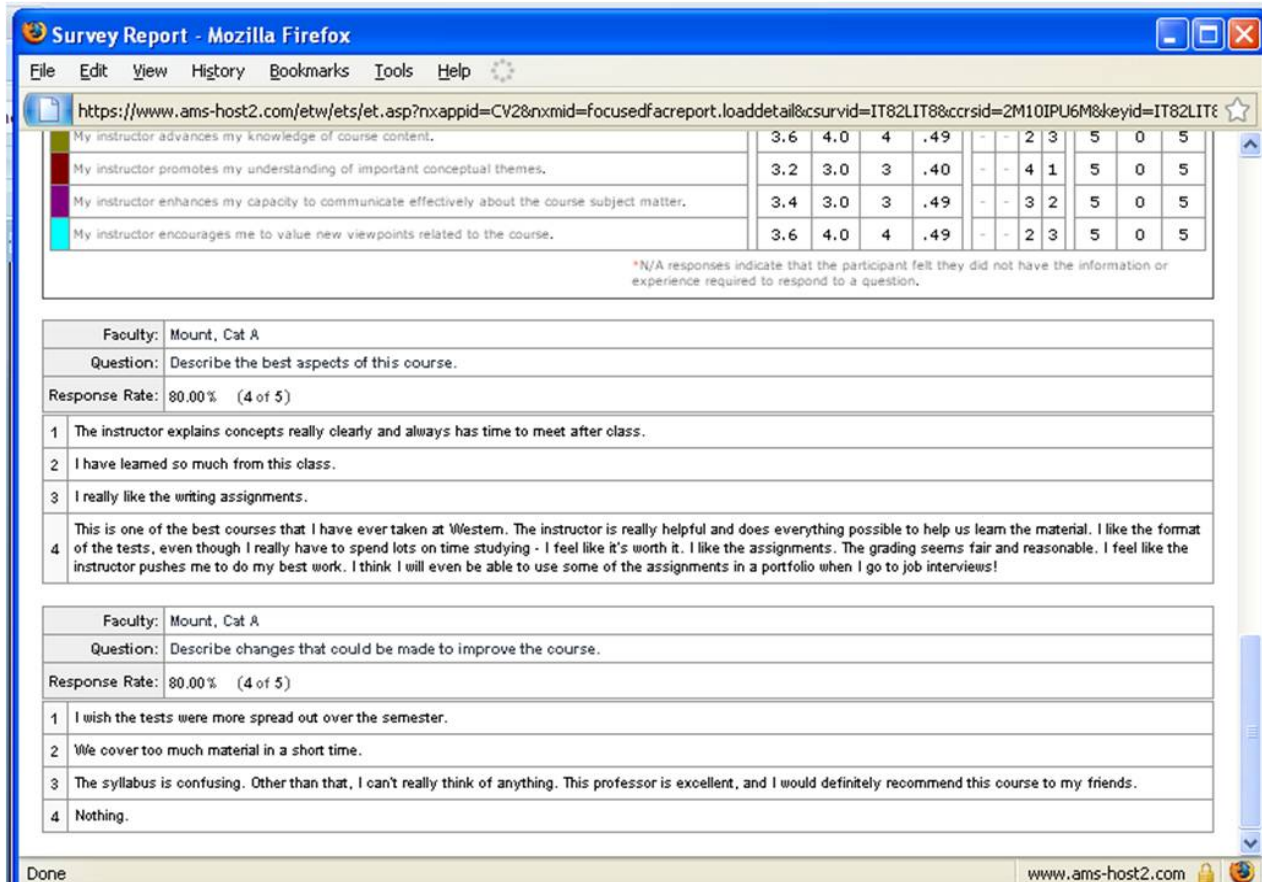 Survey Report - Mozilla Firefox
File Edit View History Bookmarks Tools Help
https://www.ams-host2.com/etw/ets/et.asp?nxappid=CV2&nxmid=focusedfacreport.loaddetail&csurvid=IT82LIT8&ccrsid=2M10IPU6M&keyid=IT82LIT8
My instructor advances my knowledge of course content. 3.6 4.0 4 .49 - - 2 3 5 0 5
My instructor promotes my understanding of important conceptual themes. 3.2 3.0 3 .40 - - 4 1 5 0 5
My instructor enhances my capacity to communicate effectively about the course subject matter. 3.4 3.0 3 .49 - - 3 2 5 0 5
My instructor encourages me to value new viewpoints related to the course. 3.6 4.0 4 .49 - - 2 3 5 0 5
*N/A responses indicate that the participant felt they did not have the information or
experience required to respond to a question.
Faculty: Mount, Cat A
Question: Describe the best aspects of this course.
Response Rate: 80.00% (4 of 5)
1 The instructor explains concepts really clearly and always has time to meet after class.
2 I have learned so much from this class.
3 I really like the writing assignments.
This is one of the best courses that I have ever taken at Western. The instructor is really helpful and does everything possible to help us learn the material. I like the format
4 of the tests, even though I really have to spend lots on time studying - I feel like it's worth it. I like the assignments. The grading seems fair and reasonable. I feel like the
instructor pushes me to do my best work. I think I will even be able to use some of the assignments in a portfolio when I go to job interviews!
Faculty: Mount, Cat A
Question: Describe changes that could be made to improve the course.
Response Rate: 80.00% (4 of 5)
1 I wish the tests were more spread out over the semester.
2 We cover too much material in a short time.
3 The syllabus is confusing. Other than that, I can't really think of anything. This professor is excellent, and I would definitely recommend this course to my friends.
4 Nothing.
Done www.ams-host2.com